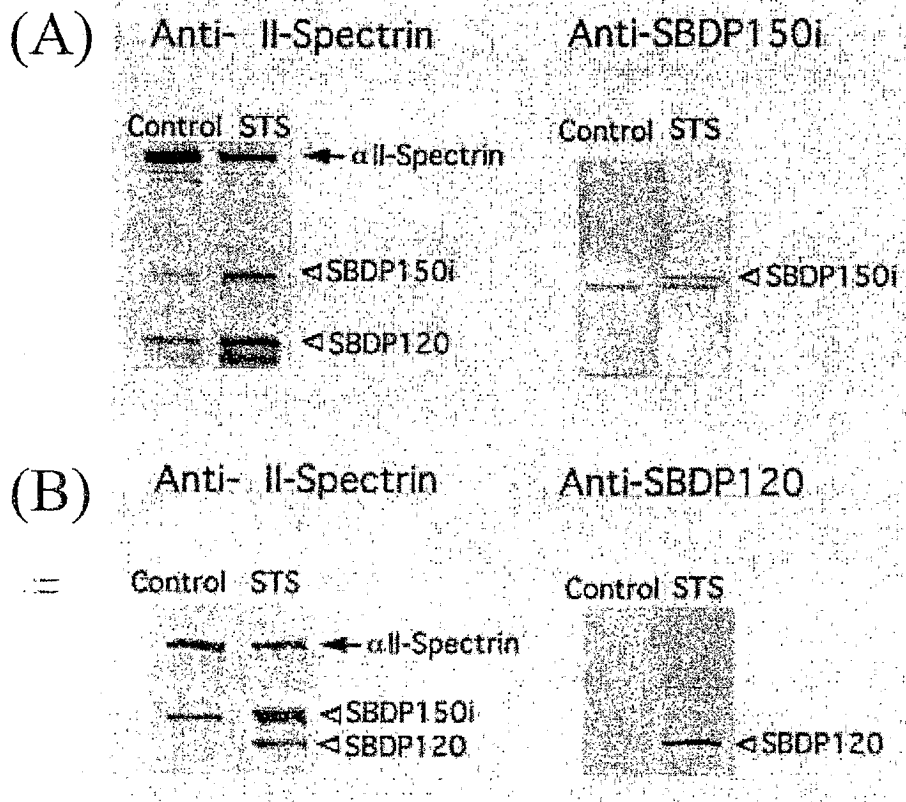 (A) Anti- II-Spectrin Anti-SBDP150i
Control STS Control STS
αII-Spectrin
SBDP150i SBDP150i
SBDP120
(B) Anti- II-Spectrin Anti-SBDP120
Control STS Control STS
αII-Spectrin
SBDP150i
SBDP120 SBDP120